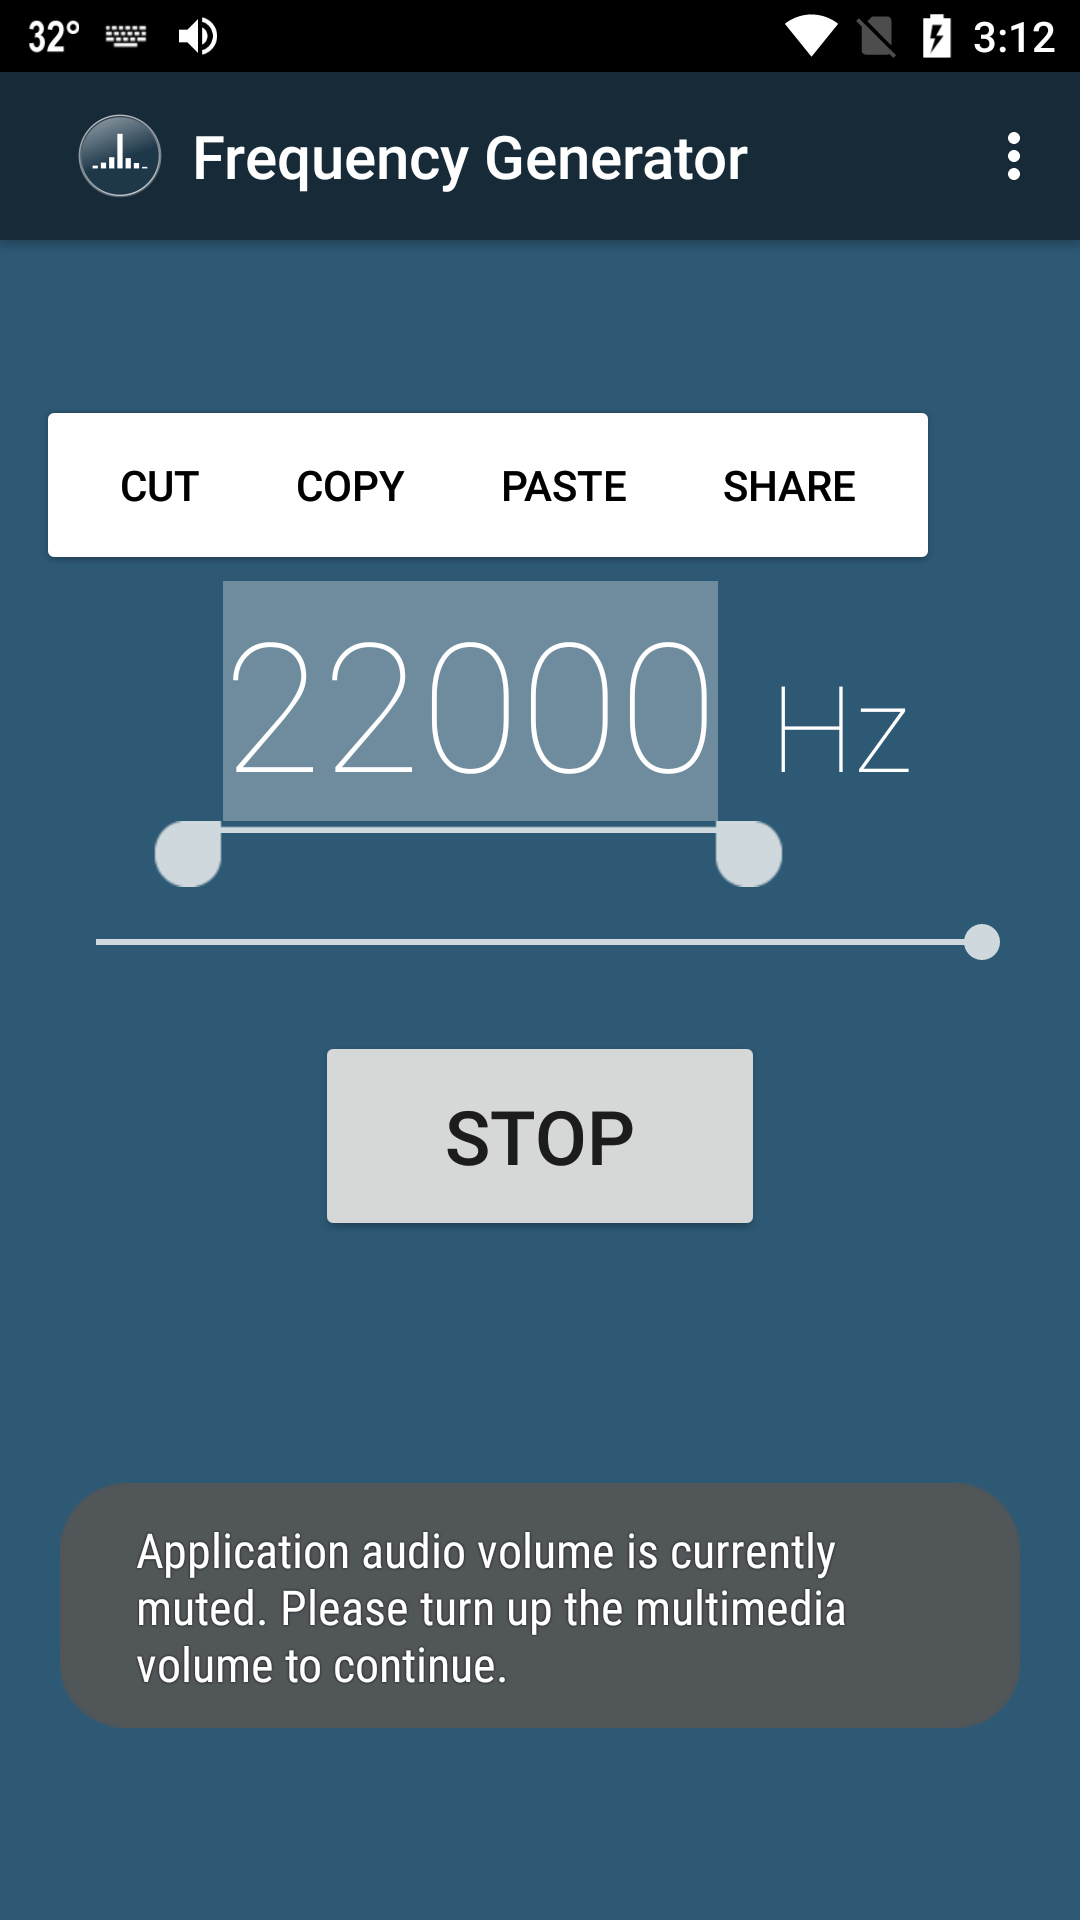 32° 3:12
Frequency Generator
CUT COPY PASTE SHARE
22000 Hz
STOP
Application audio volume is currently
muted. Please turn up the multimedia
volume to continue.